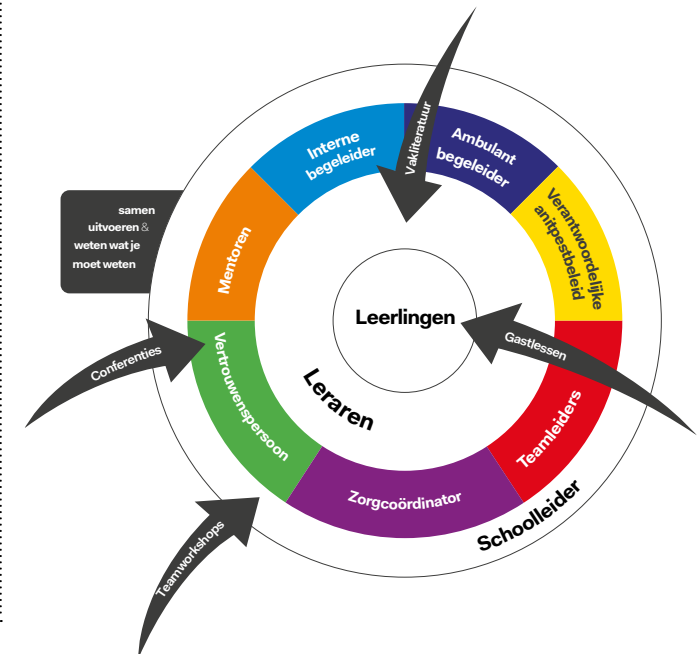 Vakliteratuur
Interne
begeleider
Ambulant
begeleider
Verantwoordelijke
anitpestbeleid
samen
uitvoeren &
weten wat je
moet weten
Mentoren
Leerlingen
Conferenties
Gastlessen
Vertrouwenspersoon
Leraren
Teamleiders
Zorgcoördinator
Schoolleider
Teamworkshops